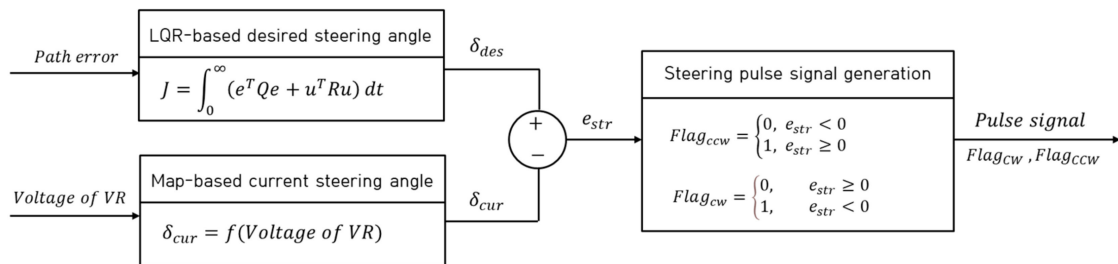 LQR-based desired steering angle
Path error
J = ∫₀^∞ (e^T Qe + u^T Ru) dt
δ_des
+
−
e_str
Map-based current steering angle
Voltage of VR
δ_cur = f(Voltage of VR)
δ_cur
Steering pulse signal generation
Flag_ccw = {0, e_str < 0
1, e_str ≥ 0
Flag_cw = {0, e_str ≥ 0
1, e_str < 0
Pulse signal
Flag_CW , Flag_CCW